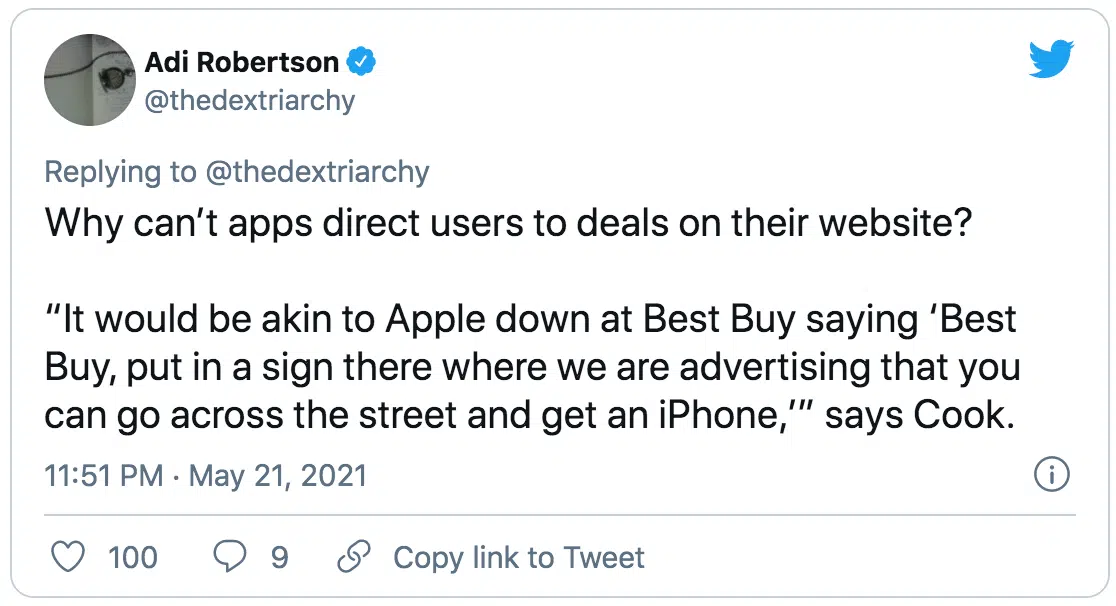 Adi Robertson
@thedextriarchy
Replying to @thedextriarchy
Why can’t apps direct users to deals on their website?
“It would be akin to Apple down at Best Buy saying ‘Best
Buy, put in a sign there where we are advertising that you
can go across the street and get an iPhone,’” says Cook.
11:51 PM · May 21, 2021
100 9 Copy link to Tweet